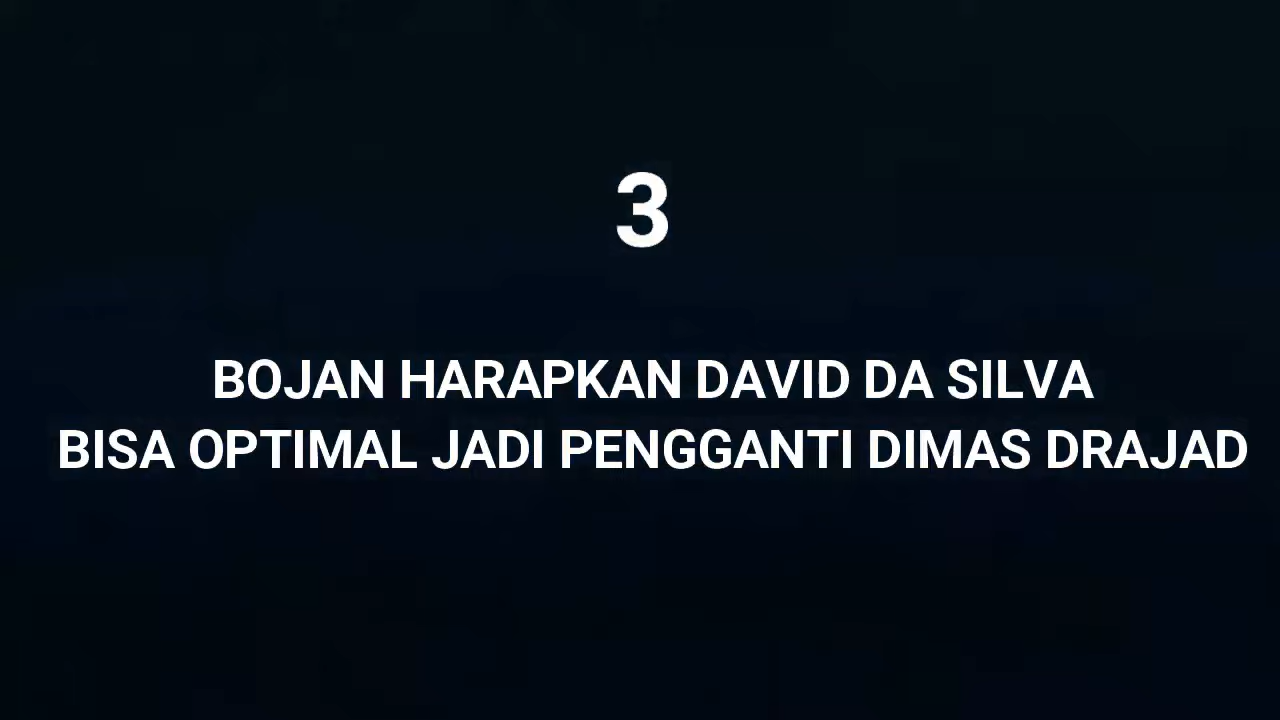 3
BOJAN HARAPKAN DAVID DA SILVA
BISA OPTIMAL JADI PENGGANTI DIMAS DRAJAD